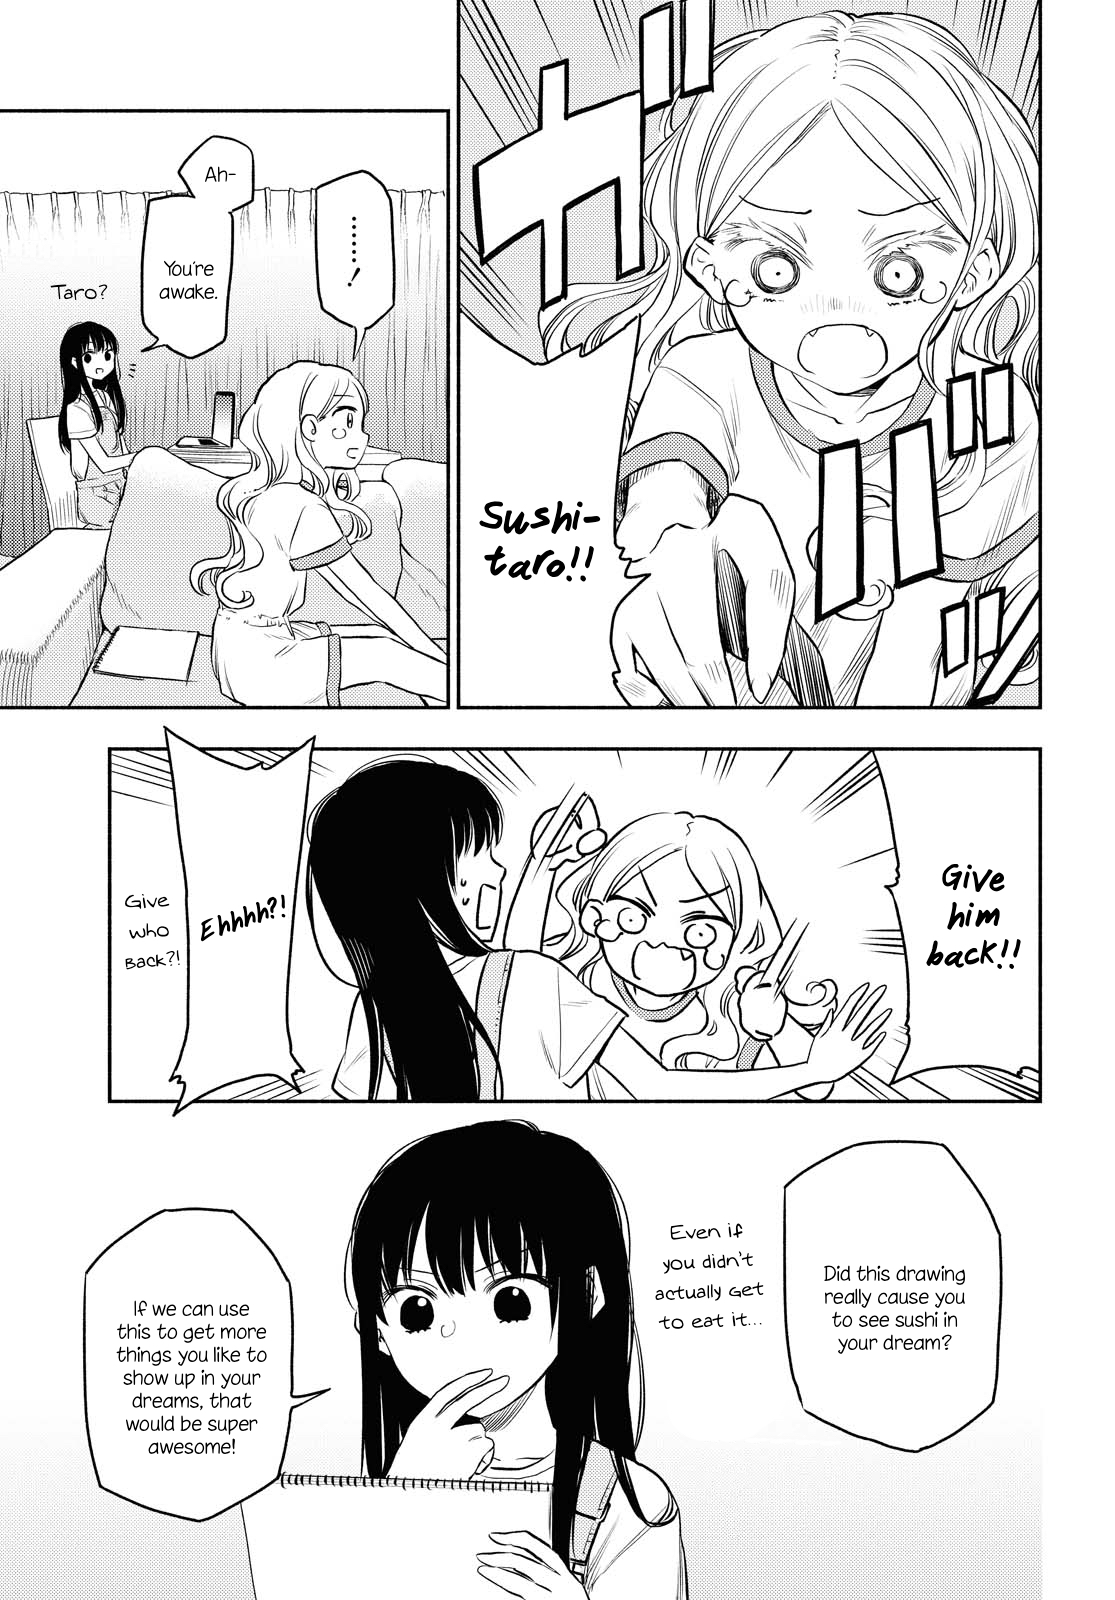 ガバッ
Sushi-
taro!!
......!
Ah-
You're
awake.
Taro?
Give
him
back!!
Ehhhh?!
Give
who
back?!
Did this drawing
really cause you
to see sushi in
your dream?
Even if
you didn't
actually get
to eat it...
If we can use
this to get more
things you like to
show up in your
dreams, that
would be super
awesome!